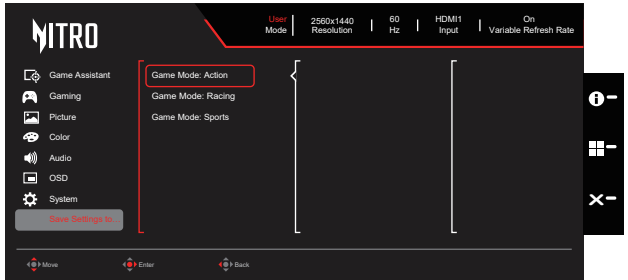 NITRO
User
Mode
2560x1440
Resolution
60
Hz
HDMI1
Input
On
Variable Refresh Rate
Game Assistant
Gaming
Picture
Color
Audio
OSD
System
Save Settings to...
Game Mode: Action
Game Mode: Racing
Game Mode: Sports
Move
Enter
Back